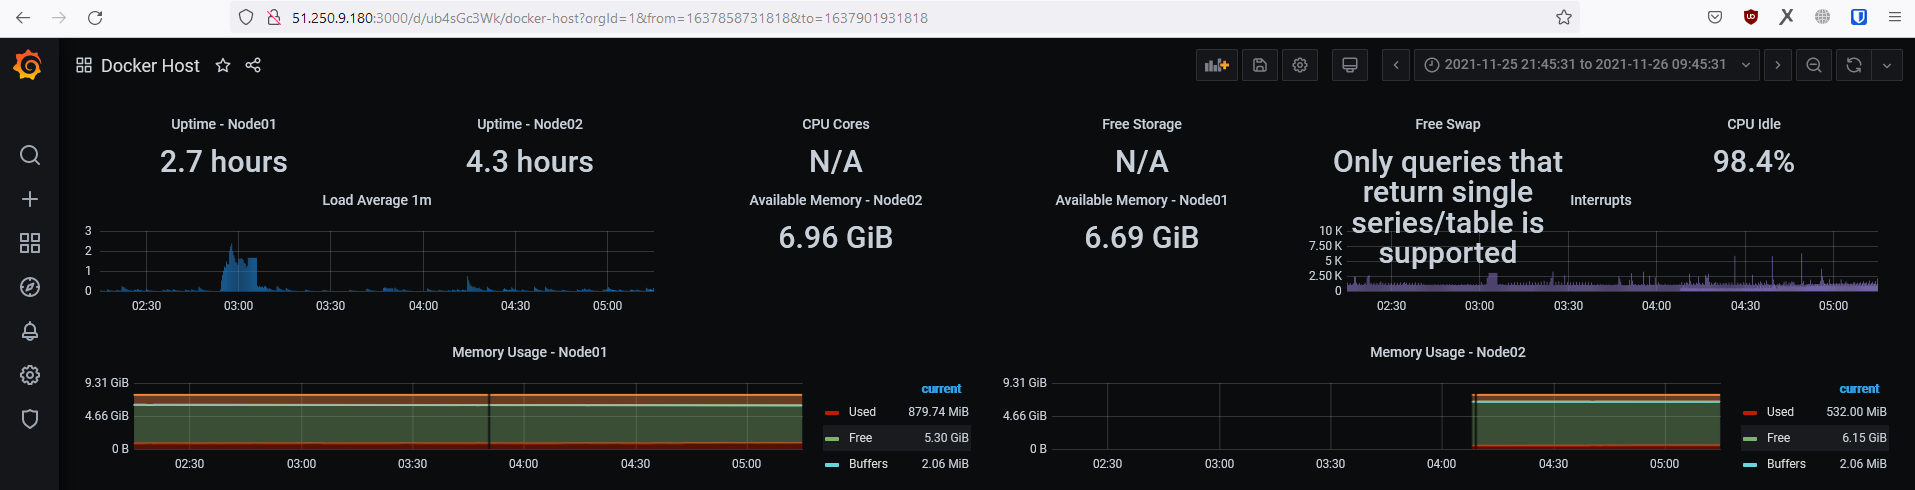 51.250.9.180:3000/d/ub4sGc3Wk/docker-host?orgId=1&from=1637858731818&to=1637901931818
Docker Host
2021-11-25 21:45:31 to 2021-11-26 09:45:31
Uptime - Node01
2.7 hours
Uptime - Node02
4.3 hours
CPU Cores
N/A
Free Storage
N/A
Free Swap
Only queries that
return single
series/table is
supported
CPU Idle
98.4%
Load Average 1m
3
2
1
0
02:30 03:00 03:30 04:00 04:30 05:00
Available Memory - Node02
6.96 GiB
Available Memory - Node01
6.69 GiB
Interrupts
10 K
7.50 K
5 K
2.50 K
0
02:30 03:00 03:30 04:00 04:30 05:00
Memory Usage - Node01
9.31 GiB
4.66 GiB
0 B
02:30 03:00 03:30 04:00 04:30 05:00
current
Used 879.74 MiB
Free 5.30 GiB
Buffers 2.06 MiB
Memory Usage - Node02
9.31 GiB
4.66 GiB
0 B
02:30 03:00 03:30 04:00 04:30 05:00
current
Used 532.00 MiB
Free 6.15 GiB
Buffers 2.06 MiB